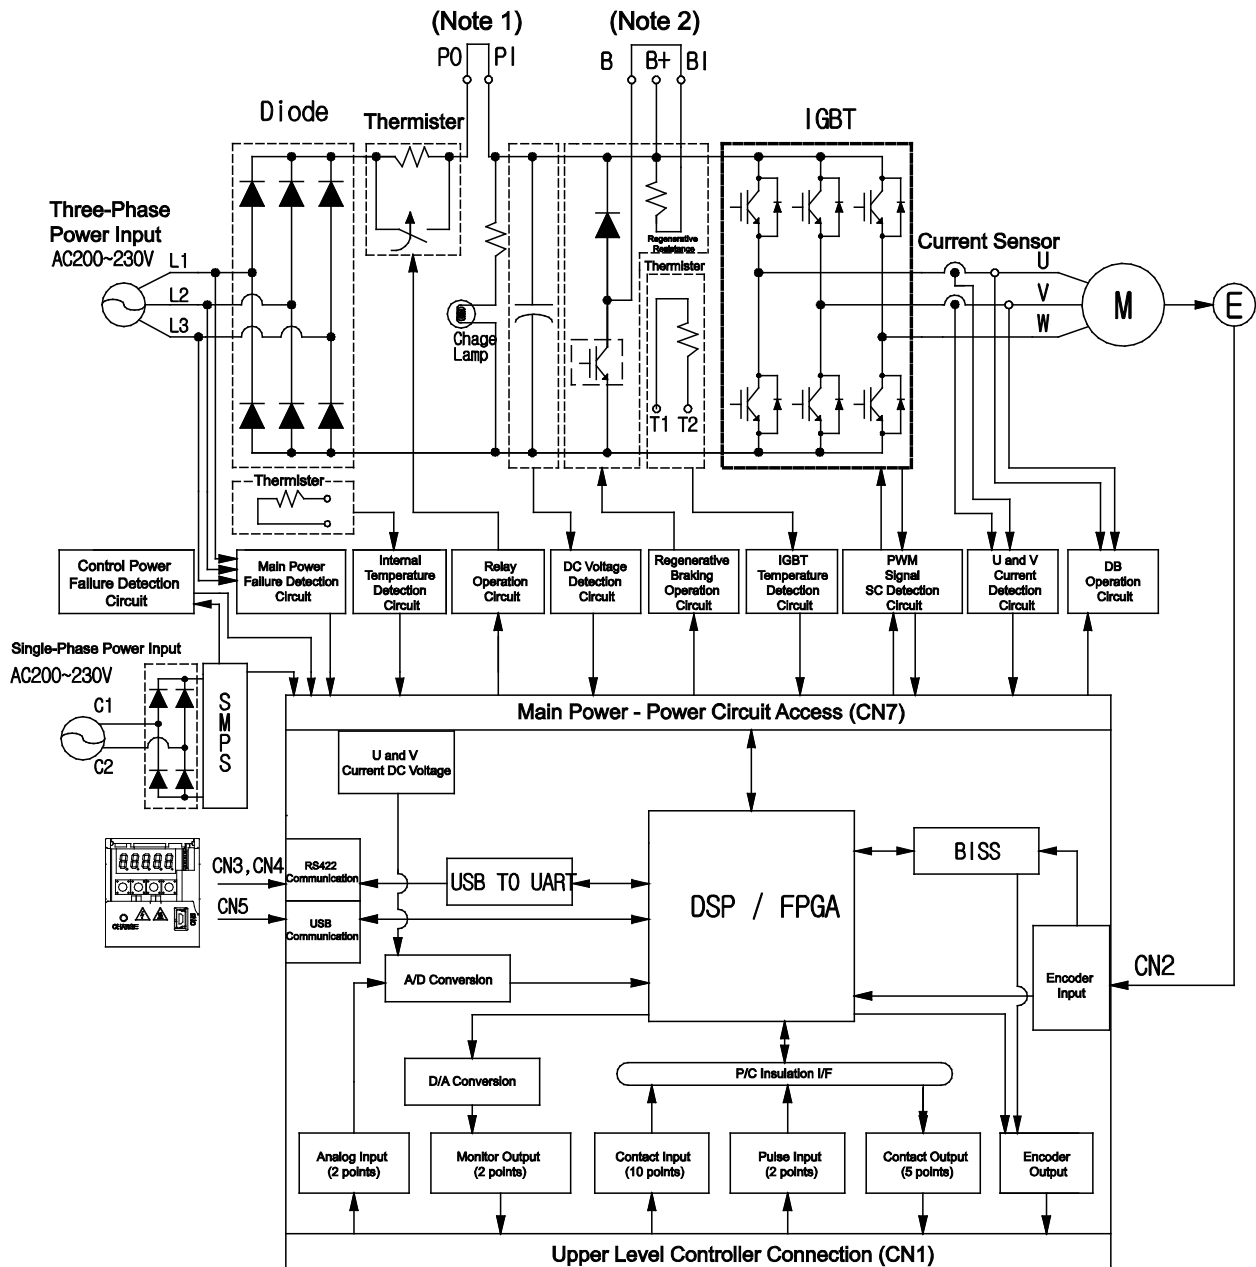 (Note 1)
(Note 2)
PO PI
B B+ BI
Diode
Thermister
IGBT
Three-Phase
Power Input
AC200~230V
L1
L2
L3
Chage
Lamp
Regenerative
Resistance
Thermister
T1 T2
Current Sensor
U
V
W
M
E
Thermister
Control Power
Failure Detection
Circuit
Main Power
Failure Detection
Circuit
Internal
Temperature
Detection
Circuit
Relay
Operation
Circuit
DC Voltage
Detection
Circuit
Regenerative
Braking
Operation
Circuit
IGBT
Temperature
Detection
Circuit
PWM
Signal
SC Detection
Circuit
U and V
Current
Detection
Circuit
DB
Operation
Circuit
Single-Phase Power Input
AC200~230V
C1
C2
SMPS
Main Power - Power Circuit Access (CN7)
U and V
Current DC Voltage
CN3,CN4
CN5
CHARGE
RS422
Communication
USB
Communication
USB TO UART
DSP / FPGA
BISS
A/D Conversion
Encoder
Input
CN2
D/A Conversion
P/C Insulation I/F
Analog Input
(2 points)
Monitor Output
(2 points)
Contact Input
(10 points)
Pulse Input
(2 points)
Contact Output
(5 points)
Encoder
Output
Upper Level Controller Connection (CN1)